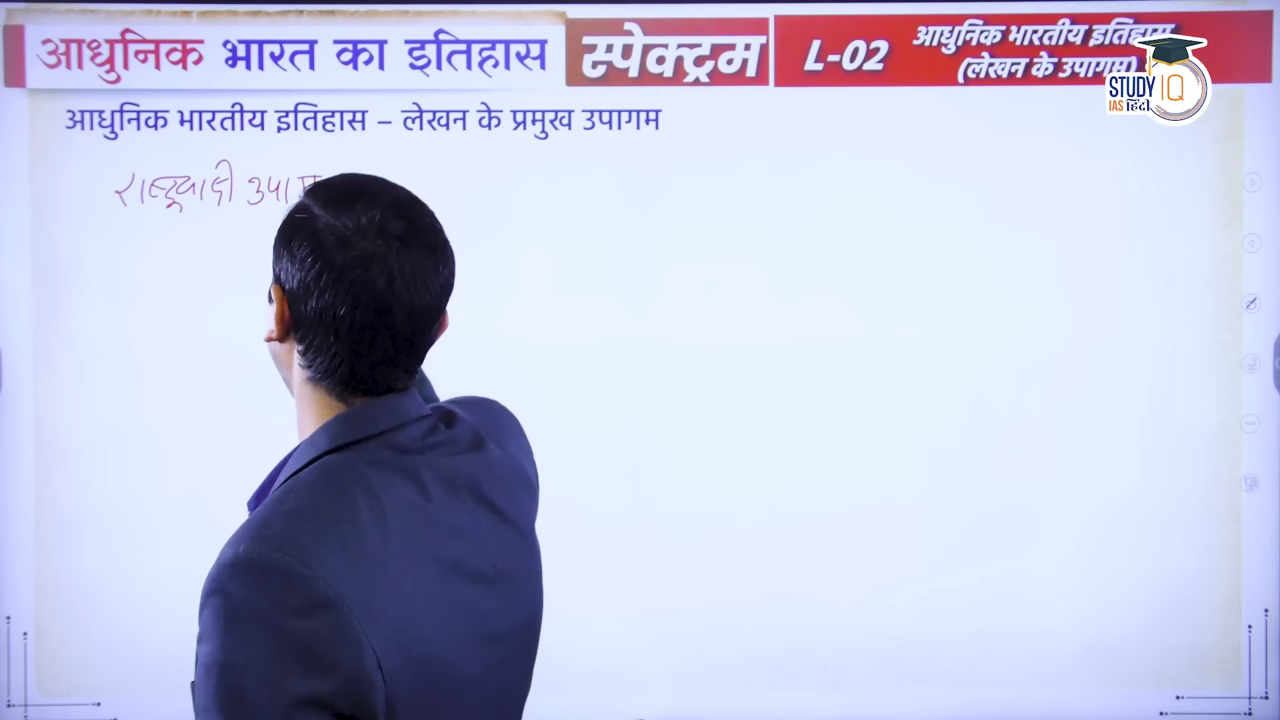 आधुनिक भारत का इतिहास स्पेक्ट्रम L-02 आधुनिक भारतीय इतिहास
(लेखन के उपागम)
STUDY IQ
IAS हिंदी
आधुनिक भारतीय इतिहास – लेखन के प्रमुख उपागम
राष्ट्रवादी